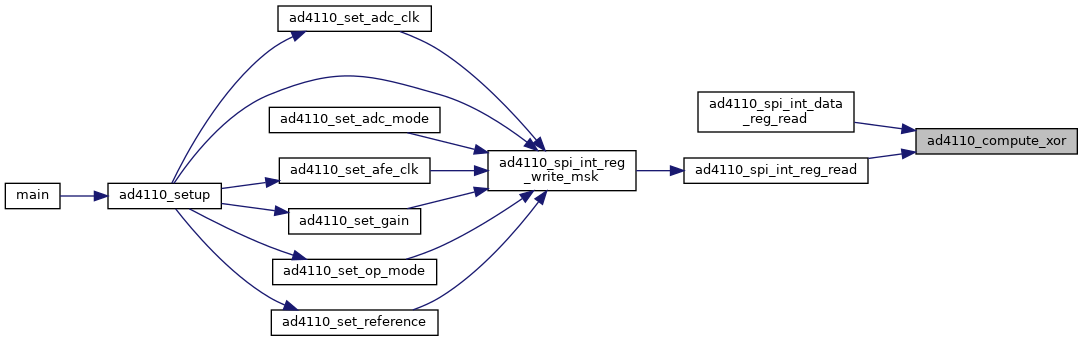 ad4110_set_adc_clk
ad4110_set_adc_mode
ad4110_set_afe_clk
main
ad4110_setup
ad4110_set_gain
ad4110_set_op_mode
ad4110_set_reference
ad4110_spi_int_reg
_write_msk
ad4110_spi_int_data
_reg_read
ad4110_spi_int_reg_read
ad4110_compute_xor